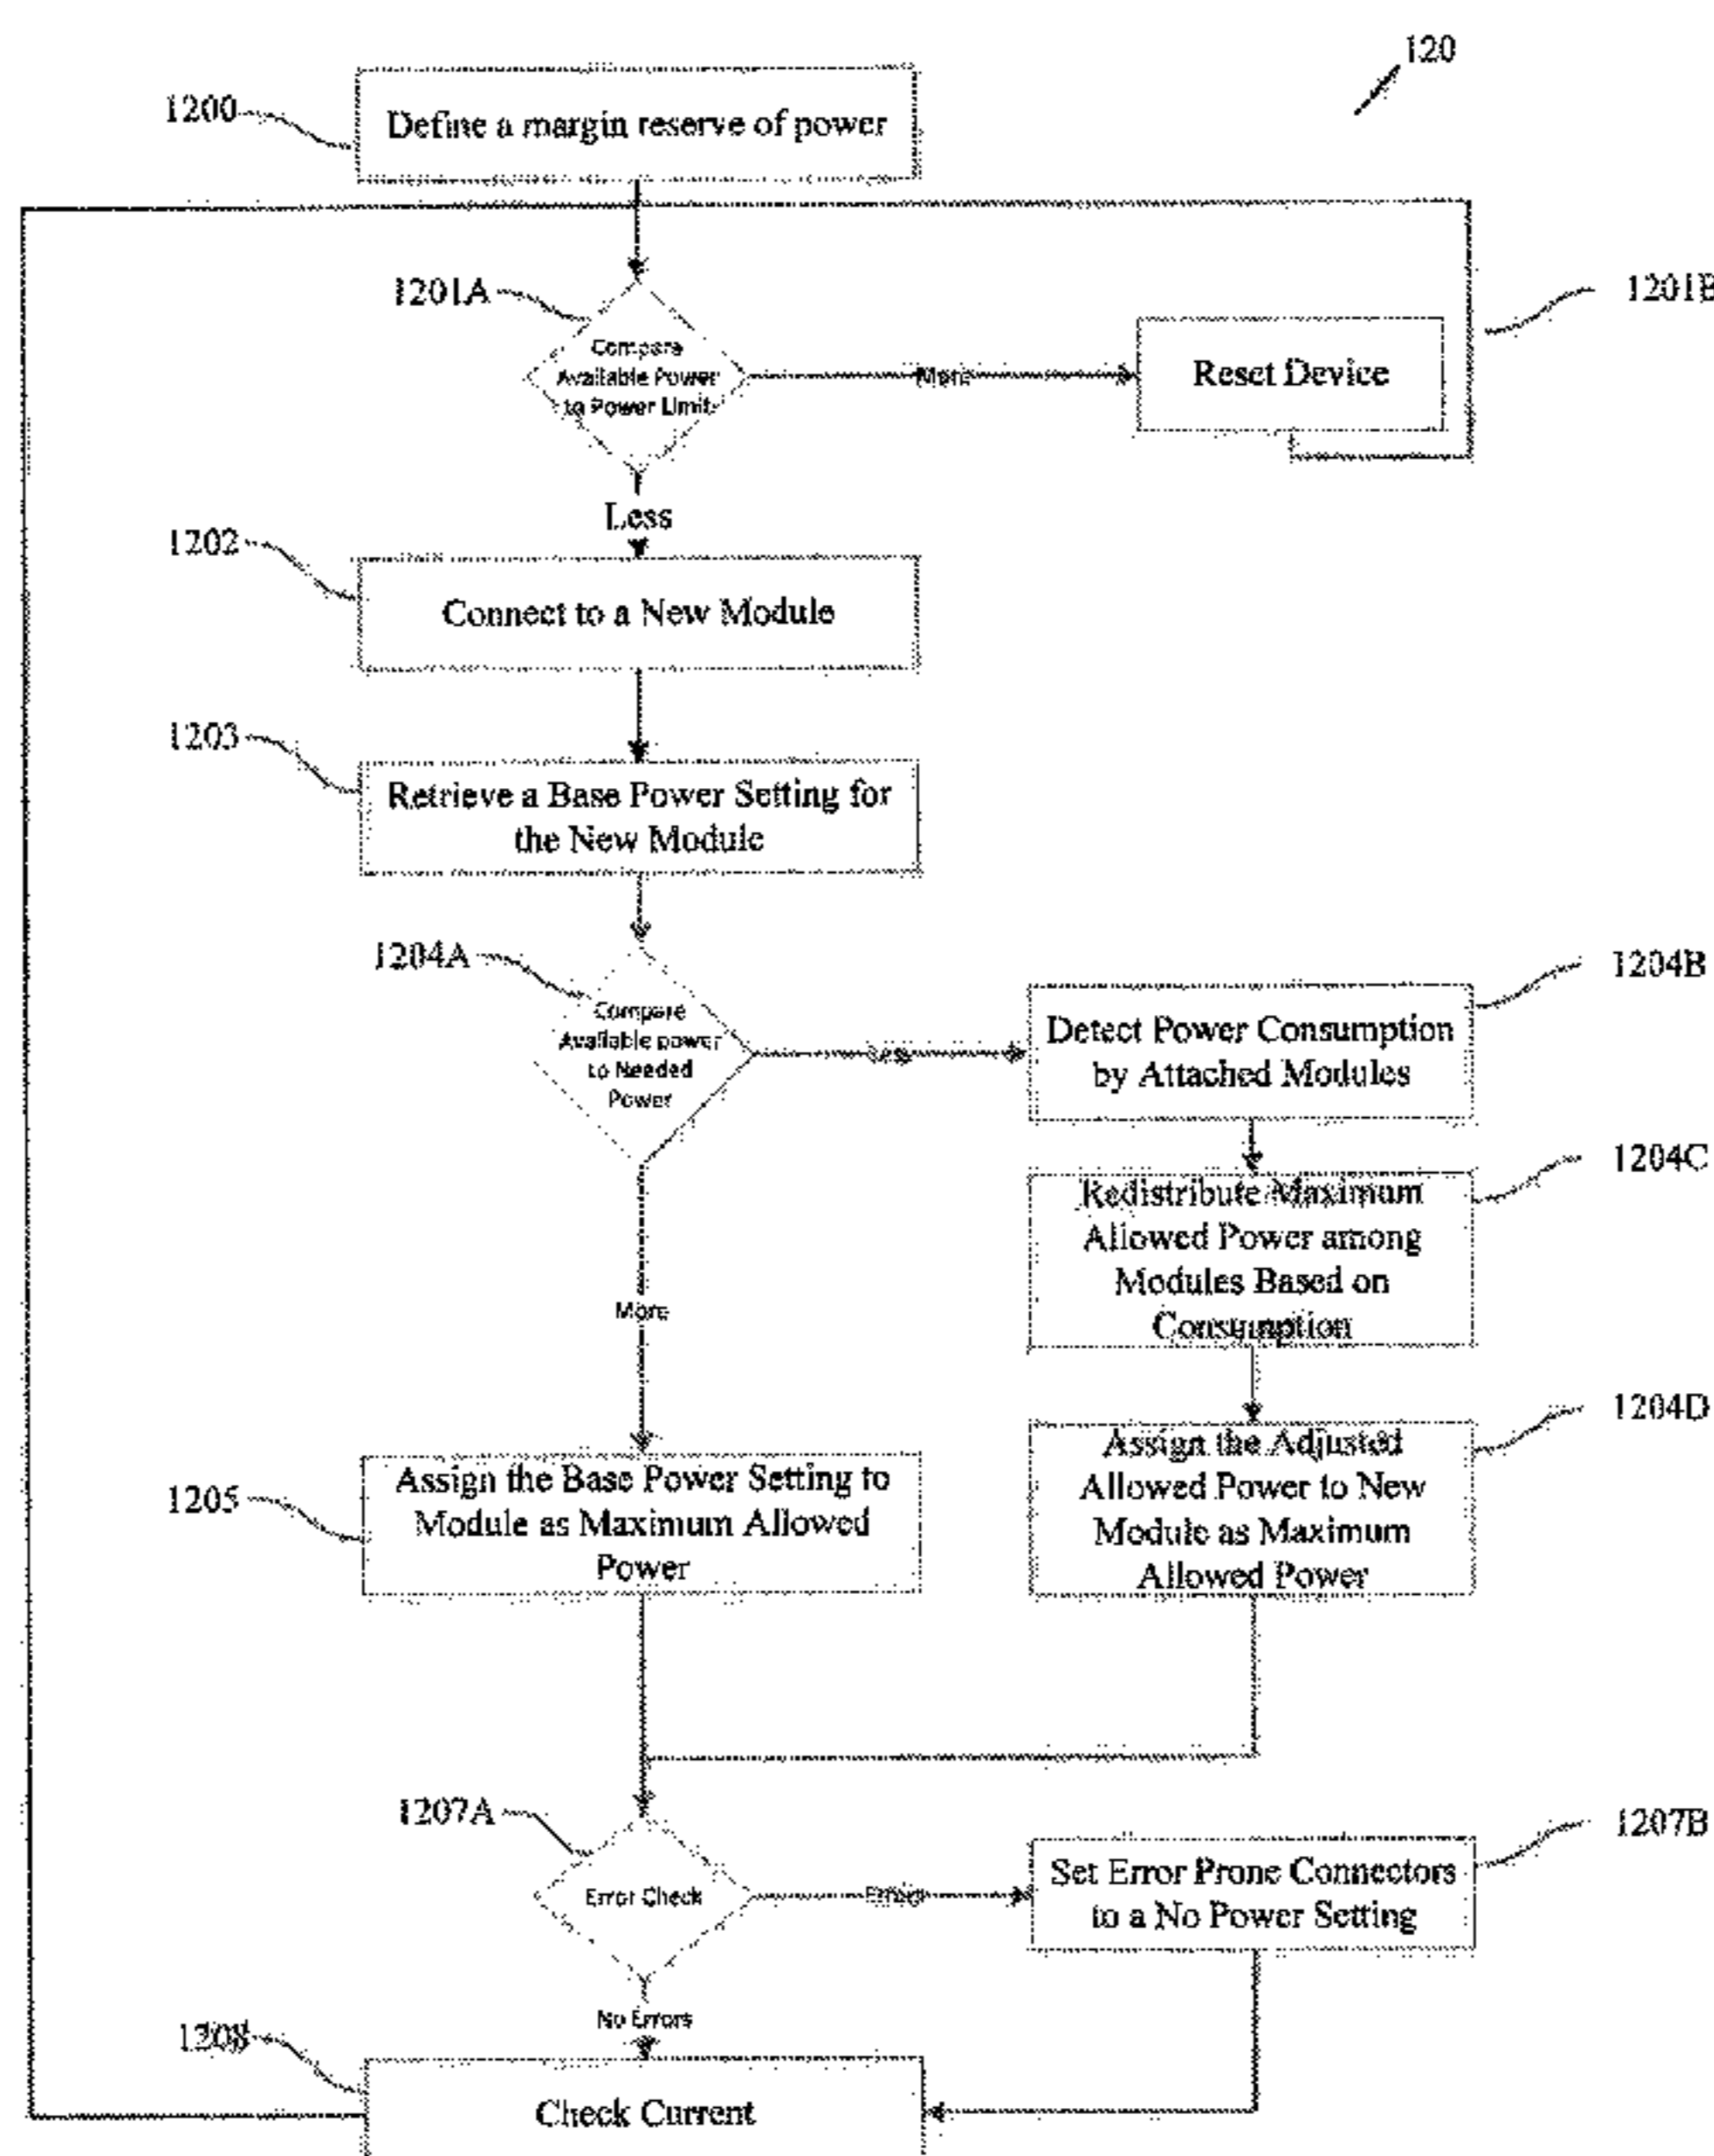 120
1200
Define a margin reserve of power
1201A
Compare
Available Power
to Power Limit
More
Reset Device
1201B
Less
1202
Connect to a New Module
1203
Retrieve a Base Power Setting for
the New Module
1204A
Compare
Available power
to Needed
Power
Less
1204B
Detect Power Consumption
by Attached Modules
1204C
Redistribute Maximum
Allowed Power among
Modules Based on
Consumption
More
1204D
Assign the Adjusted
Allowed Power to New
Module as Maximum
Allowed Power
1205
Assign the Base Power Setting to
Module as Maximum Allowed
Power
1207A
Error Check
Errors
1207B
Set Error Prone Connectors
to a No Power Setting
No Errors
1208
Check Current